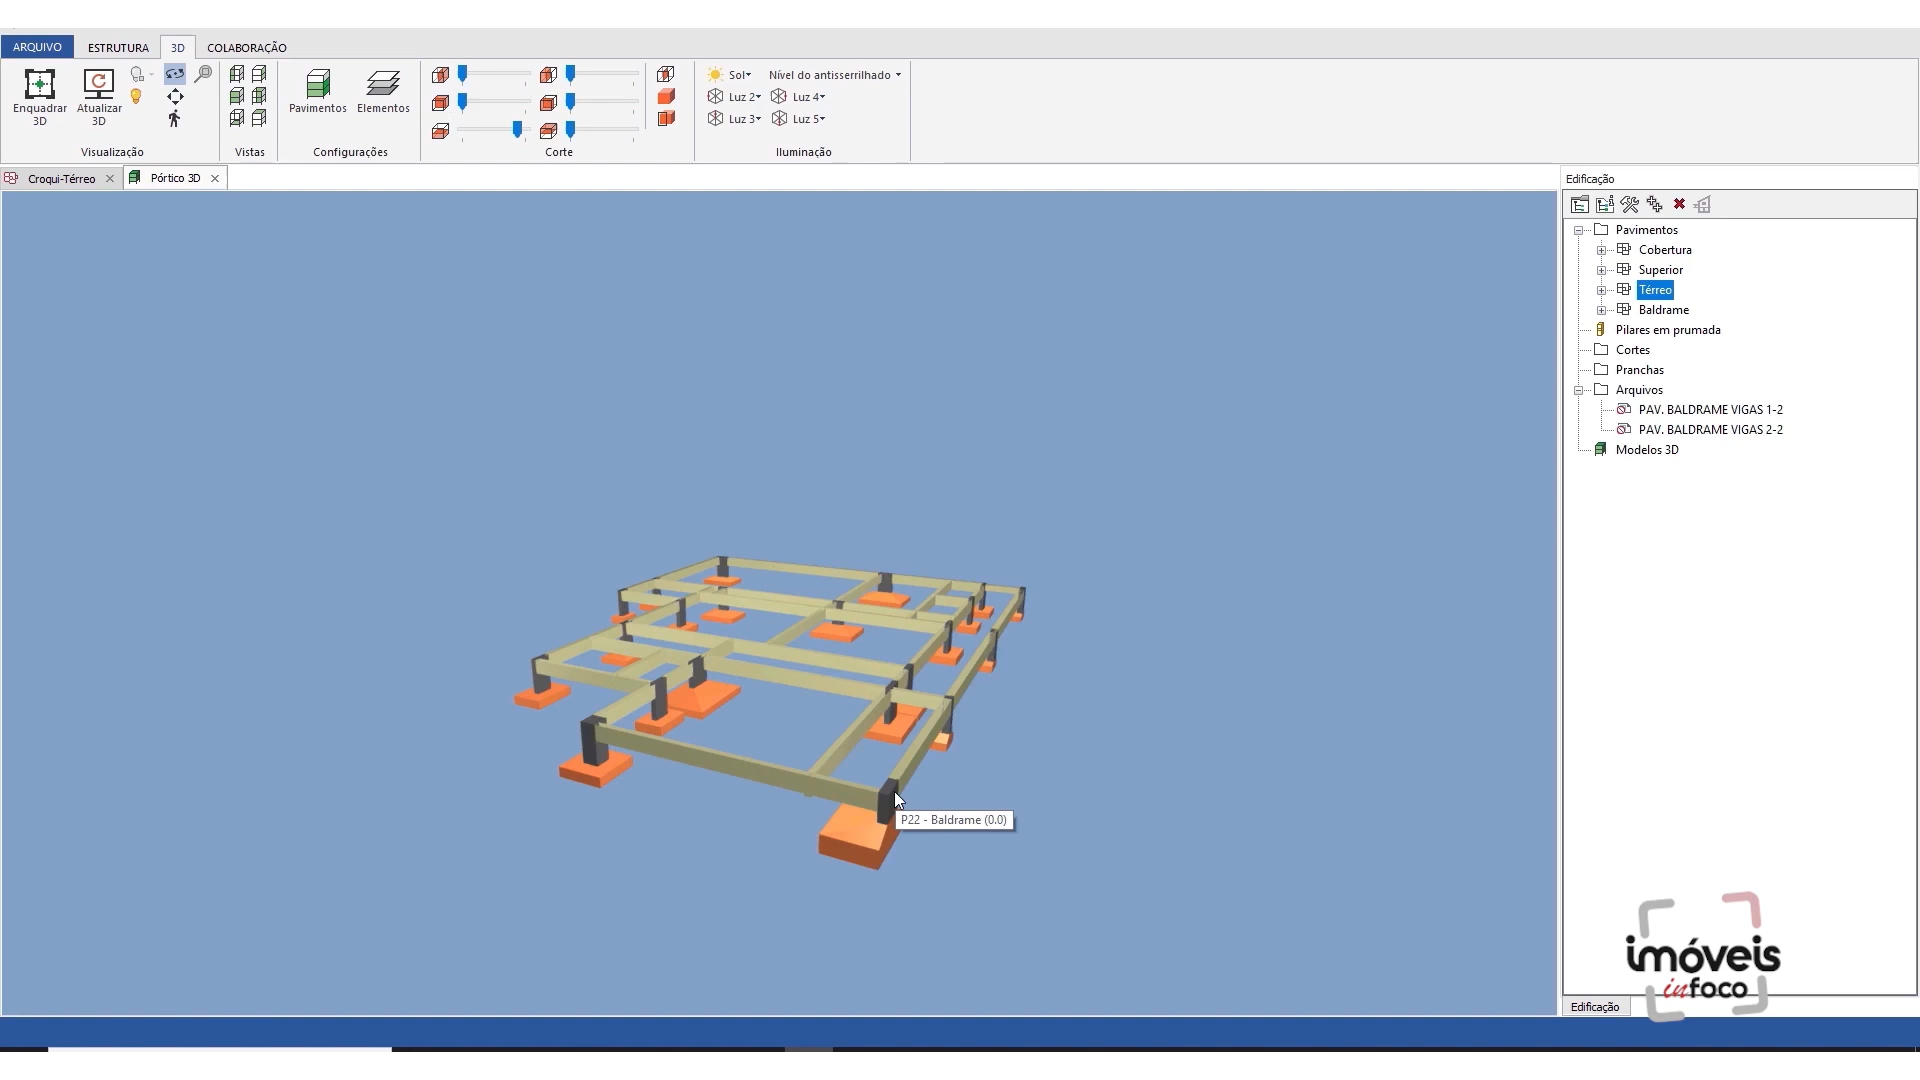 ARQUIVO ESTRUTURA 3D COLABORAÇÃO
Enquadrar 3D
Atualizar 3D
Pavimentos Elementos
Sol Nível do antisserrilhado
Luz 2 Luz 4
Luz 3 Luz 5
Visualização Vistas Configurações Corte Iluminação
Croqui-Térreo Pórtico 3D
Edificação
Pavimentos
Cobertura
Superior
Térreo
Baldrame
Pilares em prumada
Cortes
Pranchas
Arquivos
PAV. BALDRAME VIGAS 1-2
PAV. BALDRAME VIGAS 2-2
Modelos 3D
P22 - Baldrame (0.0)
imóveis
infoco
Edificação